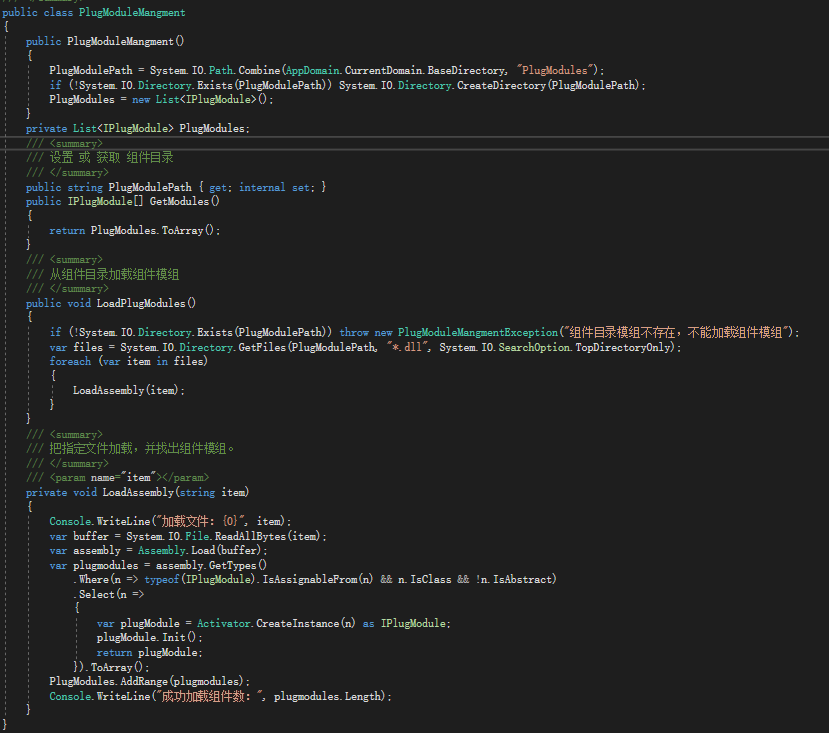 public class PlugModuleMangment
{
public PlugModuleMangment()
{
PlugModulePath = System.IO.Path.Combine(AppDomain.CurrentDomain.BaseDirectory, "PlugModules");
if (!System.IO.Directory.Exists(PlugModulePath)) System.IO.Directory.CreateDirectory(PlugModulePath);
PlugModules = new List<IPlugModule>();
}
private List<IPlugModule> PlugModules;
/// <summary>
/// 设置 或 获取 组件目录
/// </summary>
public string PlugModulePath { get; internal set; }
public IPlugModule[] GetModules()
{
return PlugModules.ToArray();
}
/// <summary>
/// 从组件目录加载组件模组
/// </summary>
public void LoadPlugModules()
{
if (!System.IO.Directory.Exists(PlugModulePath)) throw new PlugModuleMangmentException("组件目录模组不存在，不能加载组件模组");
var files = System.IO.Directory.GetFiles(PlugModulePath, "*.dll", System.IO.SearchOption.TopDirectoryOnly);
foreach (var item in files)
{
LoadAssembly(item);
}
}
/// <summary>
/// 把指定文件加载，并找出组件模组。
/// </summary>
/// <param name="item"></param>
private void LoadAssembly(string item)
{
Console.WriteLine("加载文件：{0}", item);
var buffer = System.IO.File.ReadAllBytes(item);
var assembly = Assembly.Load(buffer);
var plugmodules = assembly.GetTypes()
.Where(n => typeof(IPlugModule).IsAssignableFrom(n) && n.IsClass && !n.IsAbstract)
.Select(n =>
{
var plugModule = Activator.CreateInstance(n) as IPlugModule;
plugModule.Init();
return plugModule;
}).ToArray();
PlugModules.AddRange(plugmodules);
Console.WriteLine("成功加载组件数：", plugmodules.Length);
}
}